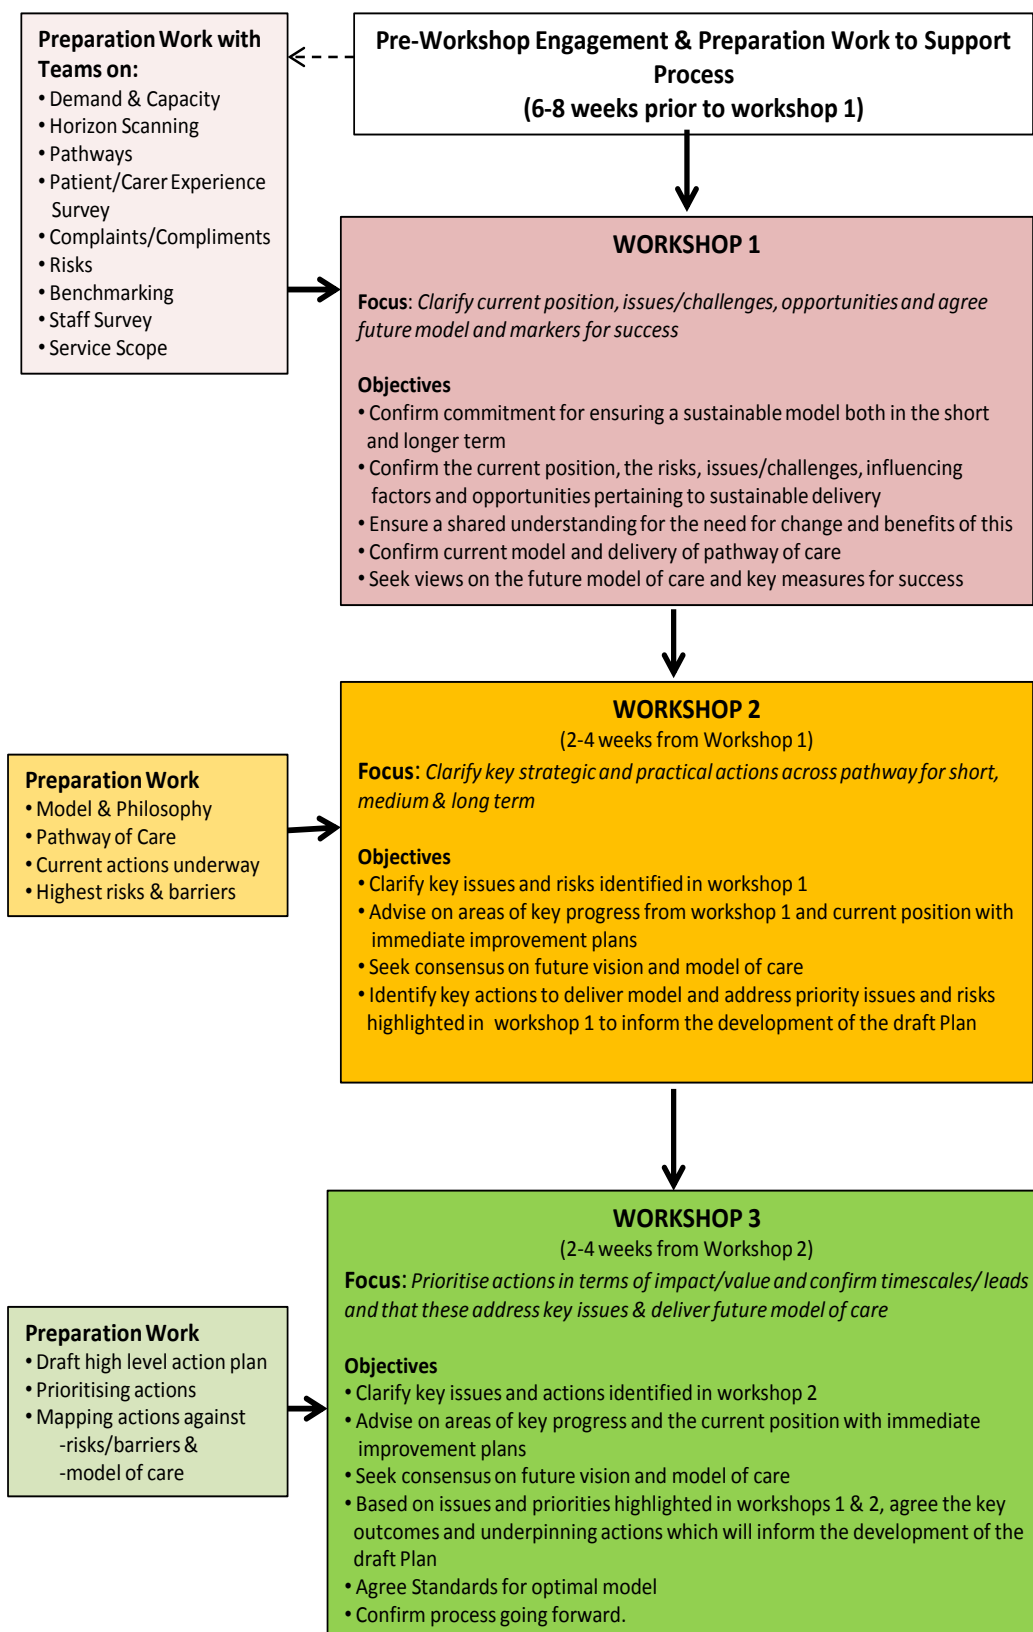 Preparation Work with
Teams on:
• Demand & Capacity
• Horizon Scanning
• Pathways
• Patient/Carer Experience
Survey
• Complaints/Compliments
• Risks
• Benchmarking
• Staff Survey
• Service Scope
Pre-Workshop Engagement & Preparation Work to Support
Process
(6-8 weeks prior to workshop 1)
WORKSHOP 1
Focus: Clarify current position, issues/challenges, opportunities and agree
future model and markers for success
Objectives
• Confirm commitment for ensuring a sustainable model both in the short
and longer term
• Confirm the current position, the risks, issues/challenges, influencing
factors and opportunities pertaining to sustainable delivery
• Ensure a shared understanding for the need for change and benefits of this
• Confirm current model and delivery of pathway of care
• Seek views on the future model of care and key measures for success
Preparation Work
• Model & Philosophy
• Pathway of Care
• Current actions underway
• Highest risks & barriers
WORKSHOP 2
(2-4 weeks from Workshop 1)
Focus: Clarify key strategic and practical actions across pathway for short,
medium & long term
Objectives
• Clarify key issues and risks identified in workshop 1
• Advise on areas of key progress from workshop 1 and current position with
immediate improvement plans
• Seek consensus on future vision and model of care
• Identify key actions to deliver model and address priority issues and risks
highlighted in workshop 1 to inform the development of the draft Plan
Preparation Work
• Draft high level action plan
• Prioritising actions
• Mapping actions against
-risks/barriers &
-model of care
WORKSHOP 3
(2-4 weeks from Workshop 2)
Focus: Prioritise actions in terms of impact/value and confirm timescales/ leads
and that these address key issues & deliver future model of care
Objectives
• Clarify key issues and actions identified in workshop 2
• Advise on areas of key progress and the current position with immediate
improvement plans
• Seek consensus on future vision and model of care
• Based on issues and priorities highlighted in workshops 1 & 2, agree the key
outcomes and underpinning actions which will inform the development of the
draft Plan
• Agree Standards for optimal model
• Confirm process going forward.